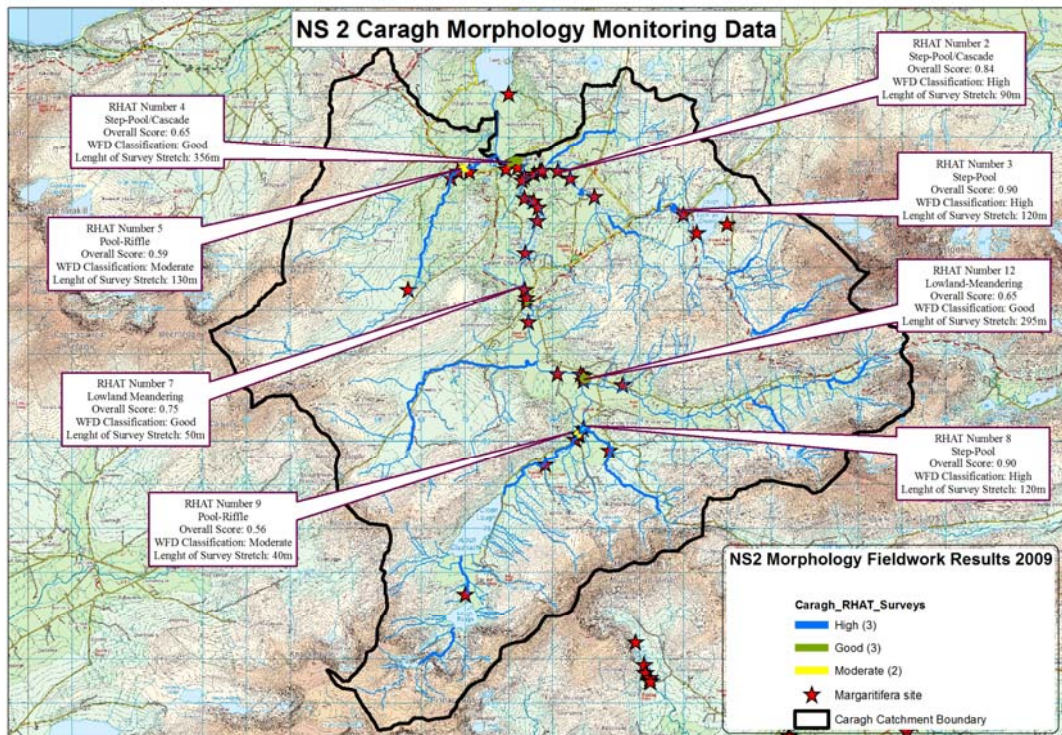 NS 2 Caragh Morphology Monitoring Data
RHAT Number 2
Step-Pool/Cascade
Overall Score: 0.84
WFD Classification: High
Lenght of Survey Stretch: 90m
RHAT Number 4
Step-Pool/Cascade
Overall Score: 0.65
WFD Classification: Good
Lenght of Survey Stretch: 356m
RHAT Number 3
Step-Pool
Overall Score: 0.90
WFD Classification: High
Lenght of Survey Stretch: 120m
RHAT Number 5
Pool-Riffle
Overall Score: 0.59
WFD Classification: Moderate
Lenght of Survey Stretch: 130m
RHAT Number 12
Lowland-Meandering
Overall Score: 0.65
WFD Classification: Good
Lenght of Survey Stretch: 295m
RHAT Number 7
Lowland Meandering
Overall Score: 0.75
WFD Classification: Good
Lenght of Survey Stretch: 50m
RHAT Number 8
Step-Pool
Overall Score: 0.90
WFD Classification: High
Lenght of Survey Stretch: 120m
RHAT Number 9
Pool-Riffle
Overall Score: 0.56
WFD Classification: Moderate
Lenght of Survey Stretch: 40m
NS2 Morphology Fieldwork Results 2009
Caragh_RHAT_Surveys
High (3)
Good (3)
Moderate (2)
Margaritifera site
Caragh Catchment Boundary